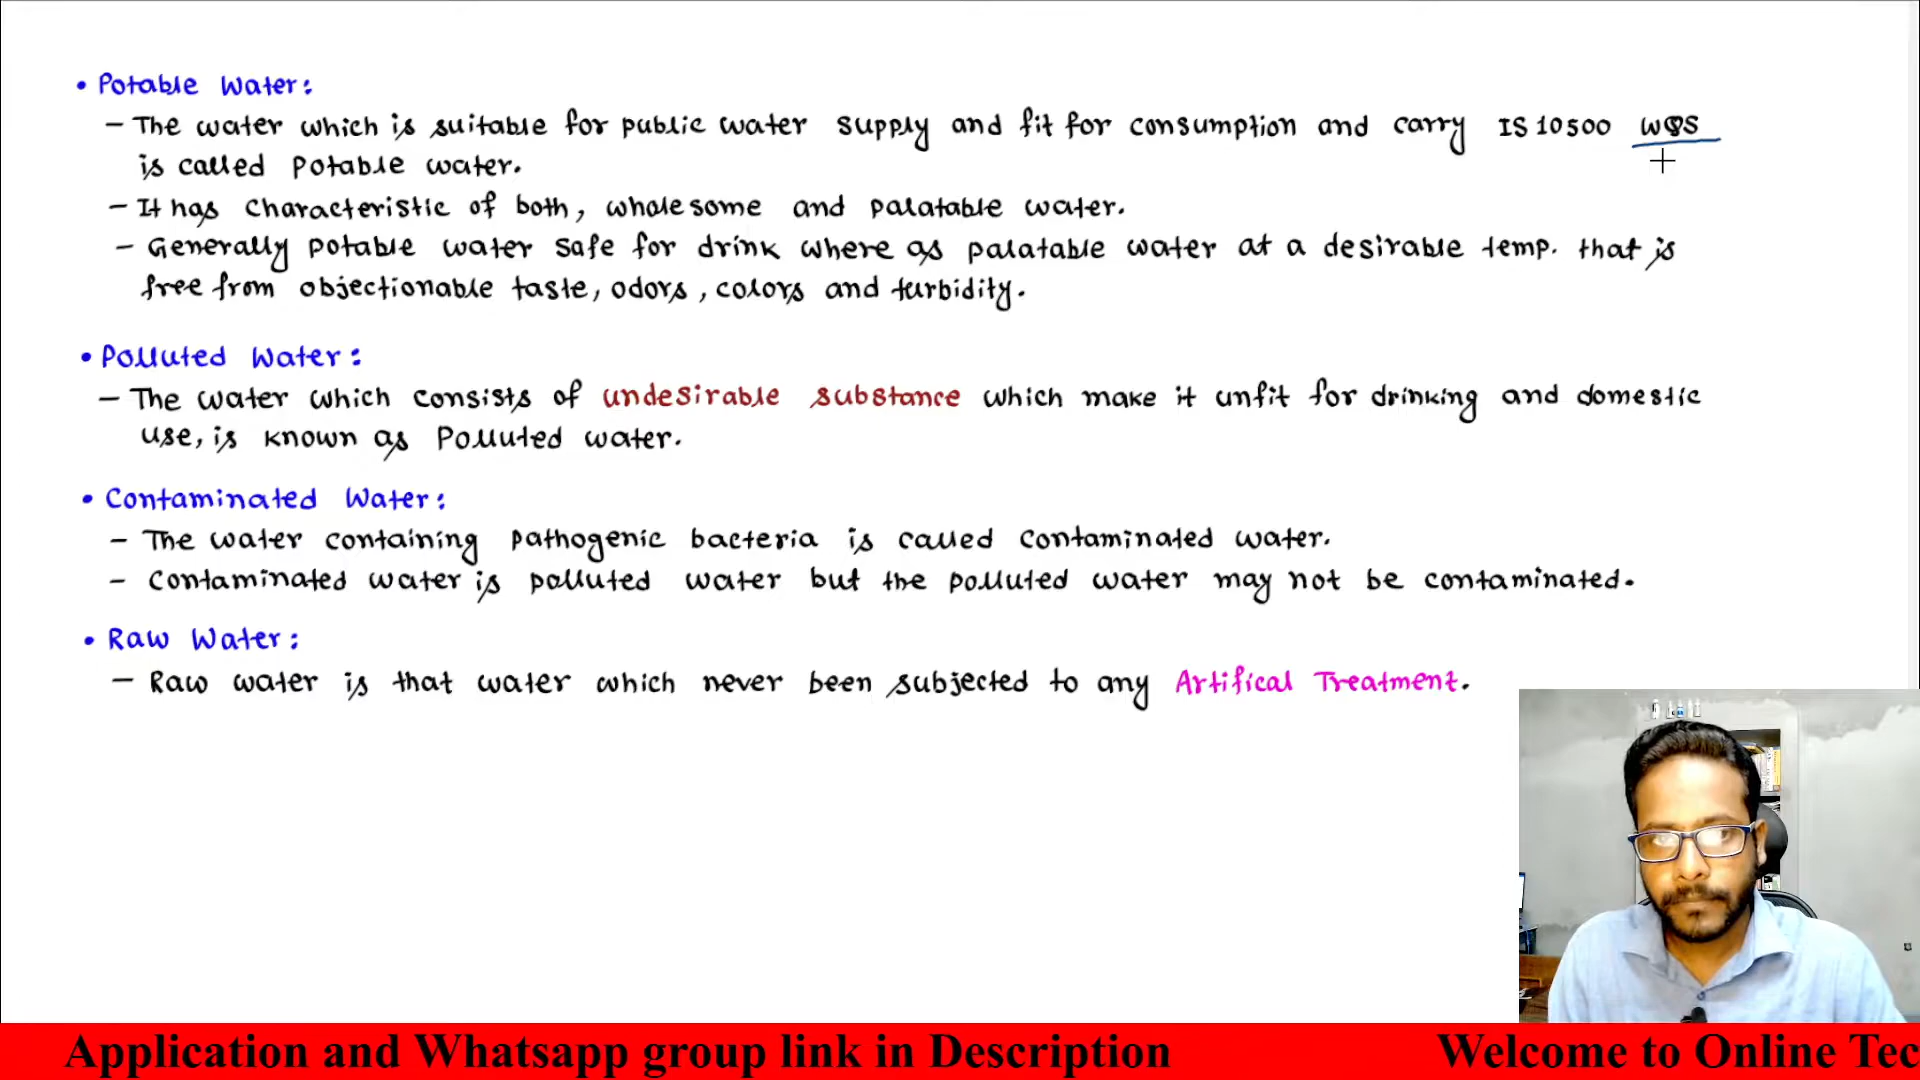 • Potable Water:
– The water which is suitable for public water supply and fit for consumption and carry IS 10500 WQS
is called Potable water.
– It has characteristic of both, wholesome and palatable water.
– Generally potable water safe for drink where as palatable water at a desirable temp. that is
free from objectionable taste, odors, colors and turbidity.
• Polluted Water:
– The water which consists of undesirable substance which make it unfit for drinking and domestic
use, is known as Polluted water.
• Contaminated Water:
– The water containing pathogenic bacteria is called contaminated water.
– Contaminated water is polluted water but the polluted water may not be contaminated.
• Raw Water:
– Raw water is that water which never been subjected to any Artifical Treatment.
Application and Whatsapp group link in Description Welcome to Online Tec